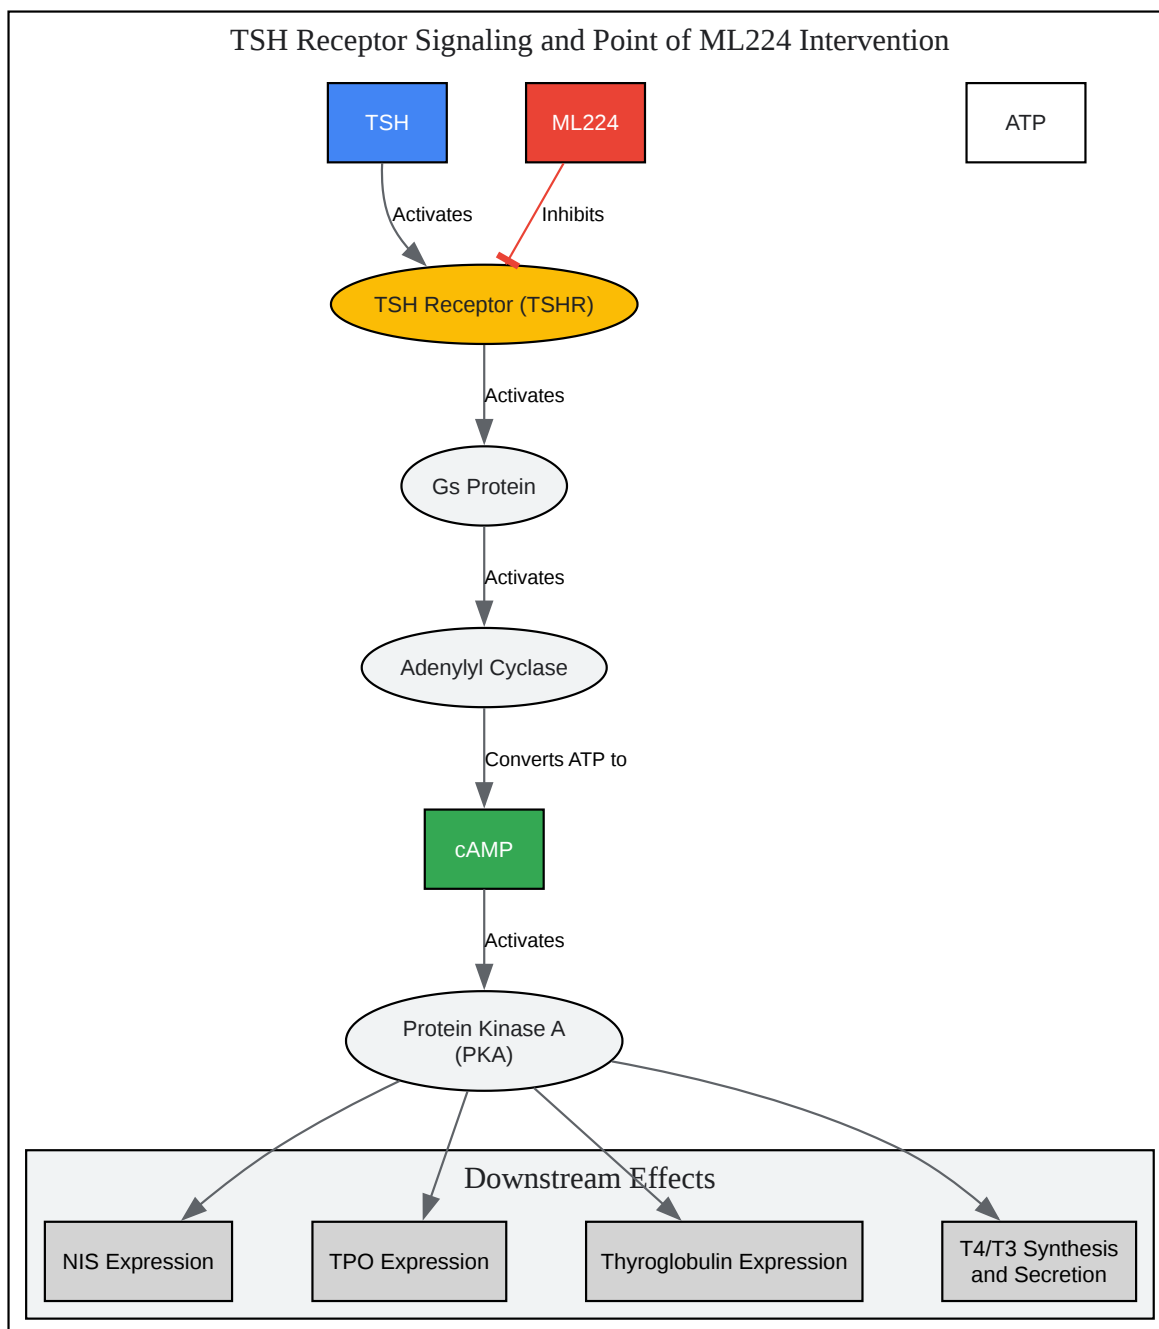 TSH Receptor Signaling and Point of ML224 Intervention
TSH
ML224
ATP
Activates
Inhibits
TSH Receptor (TSHR)
Activates
Gs Protein
Activates
Adenylyl Cyclase
Converts ATP to
cAMP
Activates
Protein Kinase A
(PKA)
Downstream Effects
NIS Expression
TPO Expression
Thyroglobulin Expression
T4/T3 Synthesis
and Secretion